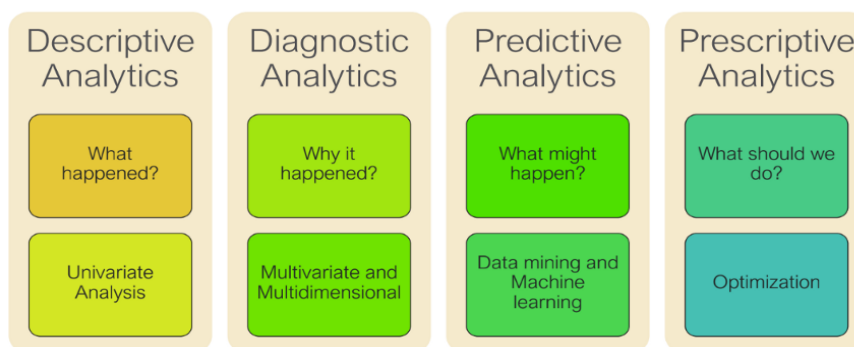 Descriptive
Analytics
What
happened?
Univariate
Analysis
Diagnostic
Analytics
Why it
happened?
Multivariate and
Multidimensional
Predictive
Analytics
What might
happen?
Data mining and
Machine
learning
Prescriptive
Analytics
What should we
do?
Optimization